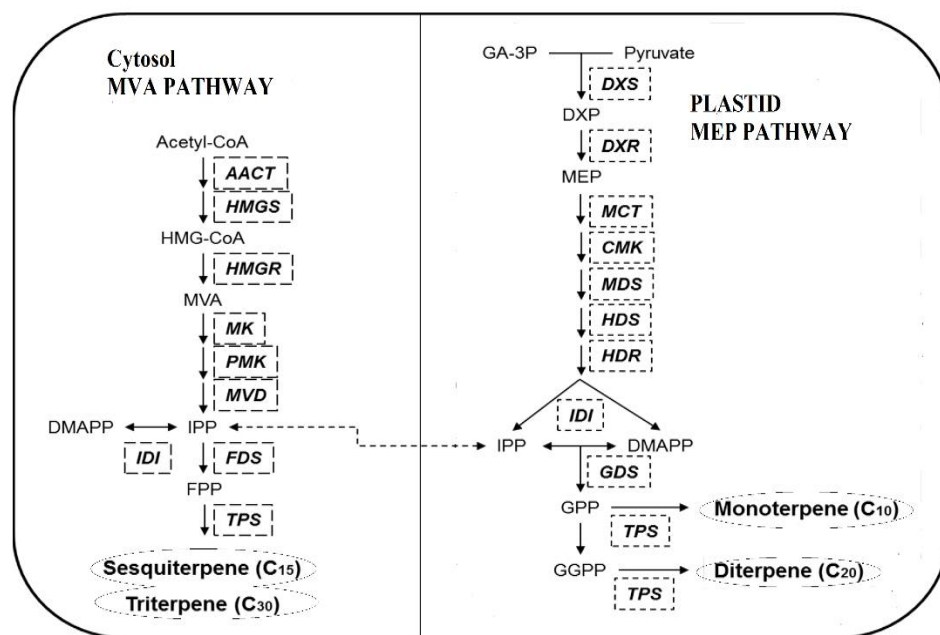 Cytosol
MVA PATHWAY
Acetyl-CoA
AACT
HMGS
HMG-CoA
HMGR
MVA
MK
PMK
MVD
DMAPP
IPP
IDI
FDS
FPP
TPS
Sesquiterpene (C15)
Triterpene (C30)
GA-3P
Pyruvate
DXS
PLASTID
MEP PATHWAY
DXP
DXR
MEP
MCT
CMK
MDS
HDS
HDR
IDI
IPP
DMAPP
GDS
GPP
Monoterpene (C10)
TPS
GGPP
Diterpene (C20)
TPS